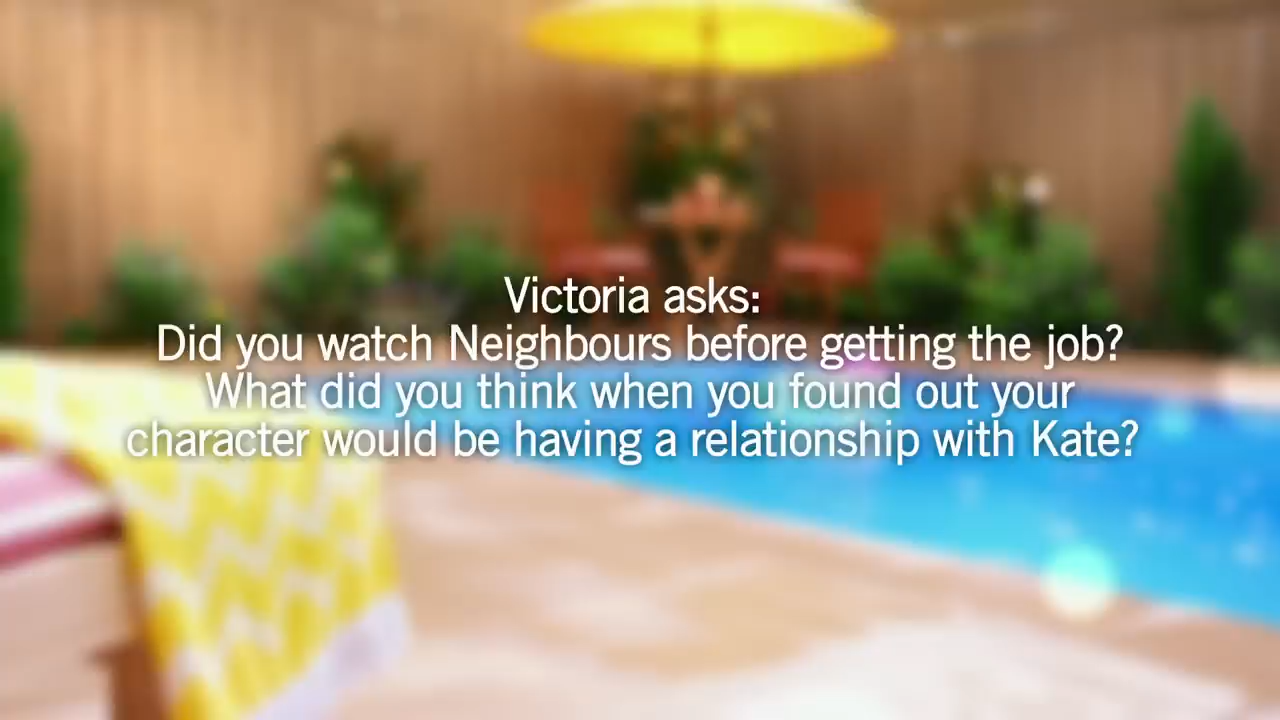 Victoria asks:
Did you watch Neighbours before getting the job?
What did you think when you found out your
character would be having a relationship with Kate?